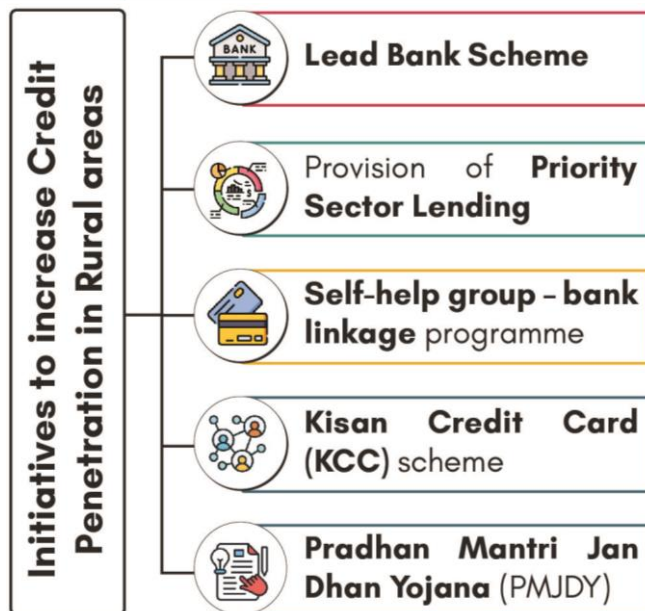 Initiatives to increase Credit
Penetration in Rural areas
BANK
Lead Bank Scheme
Provision of Priority
Sector Lending
Self-help group – bank
linkage programme
Kisan Credit Card
(KCC) scheme
Pradhan Mantri Jan
Dhan Yojana (PMJDY)